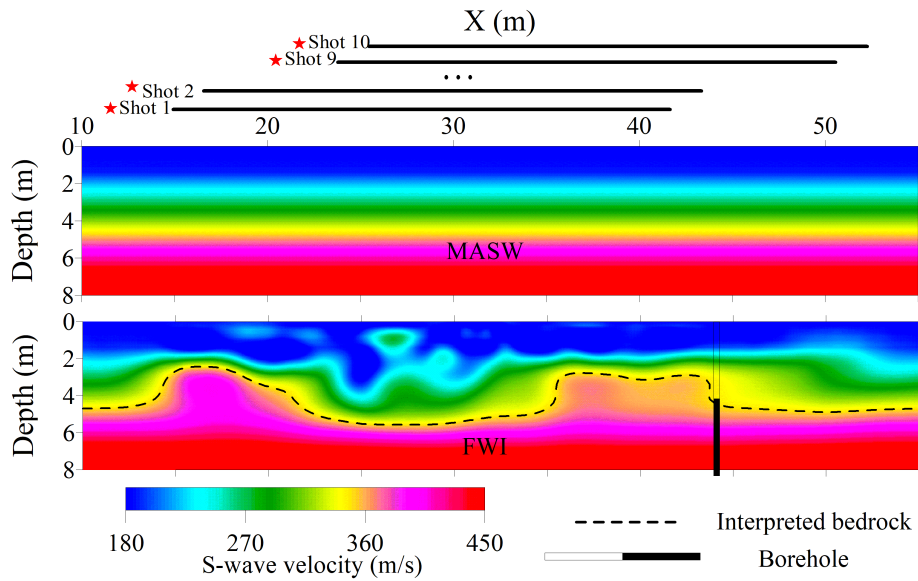 X (m)
Shot 10
Shot 9
...
Shot 2
Shot 1
10 20 30 40 50
0
2
4
6
8
Depth (m)
MASW
0
2
4
6
8
Depth (m)
FWI
180 270 360 450
S-wave velocity (m/s)
Interpreted bedrock
Borehole